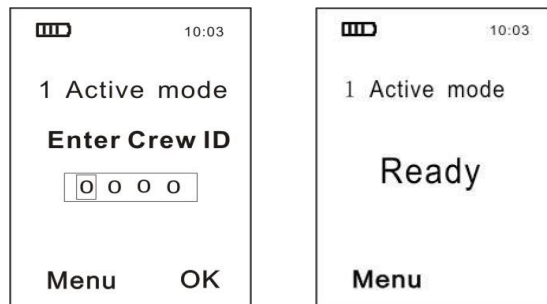 10:03
1 Active mode
Enter Crew ID
0 0 0 0
Menu OK
10:03
1 Active mode
Ready
Menu